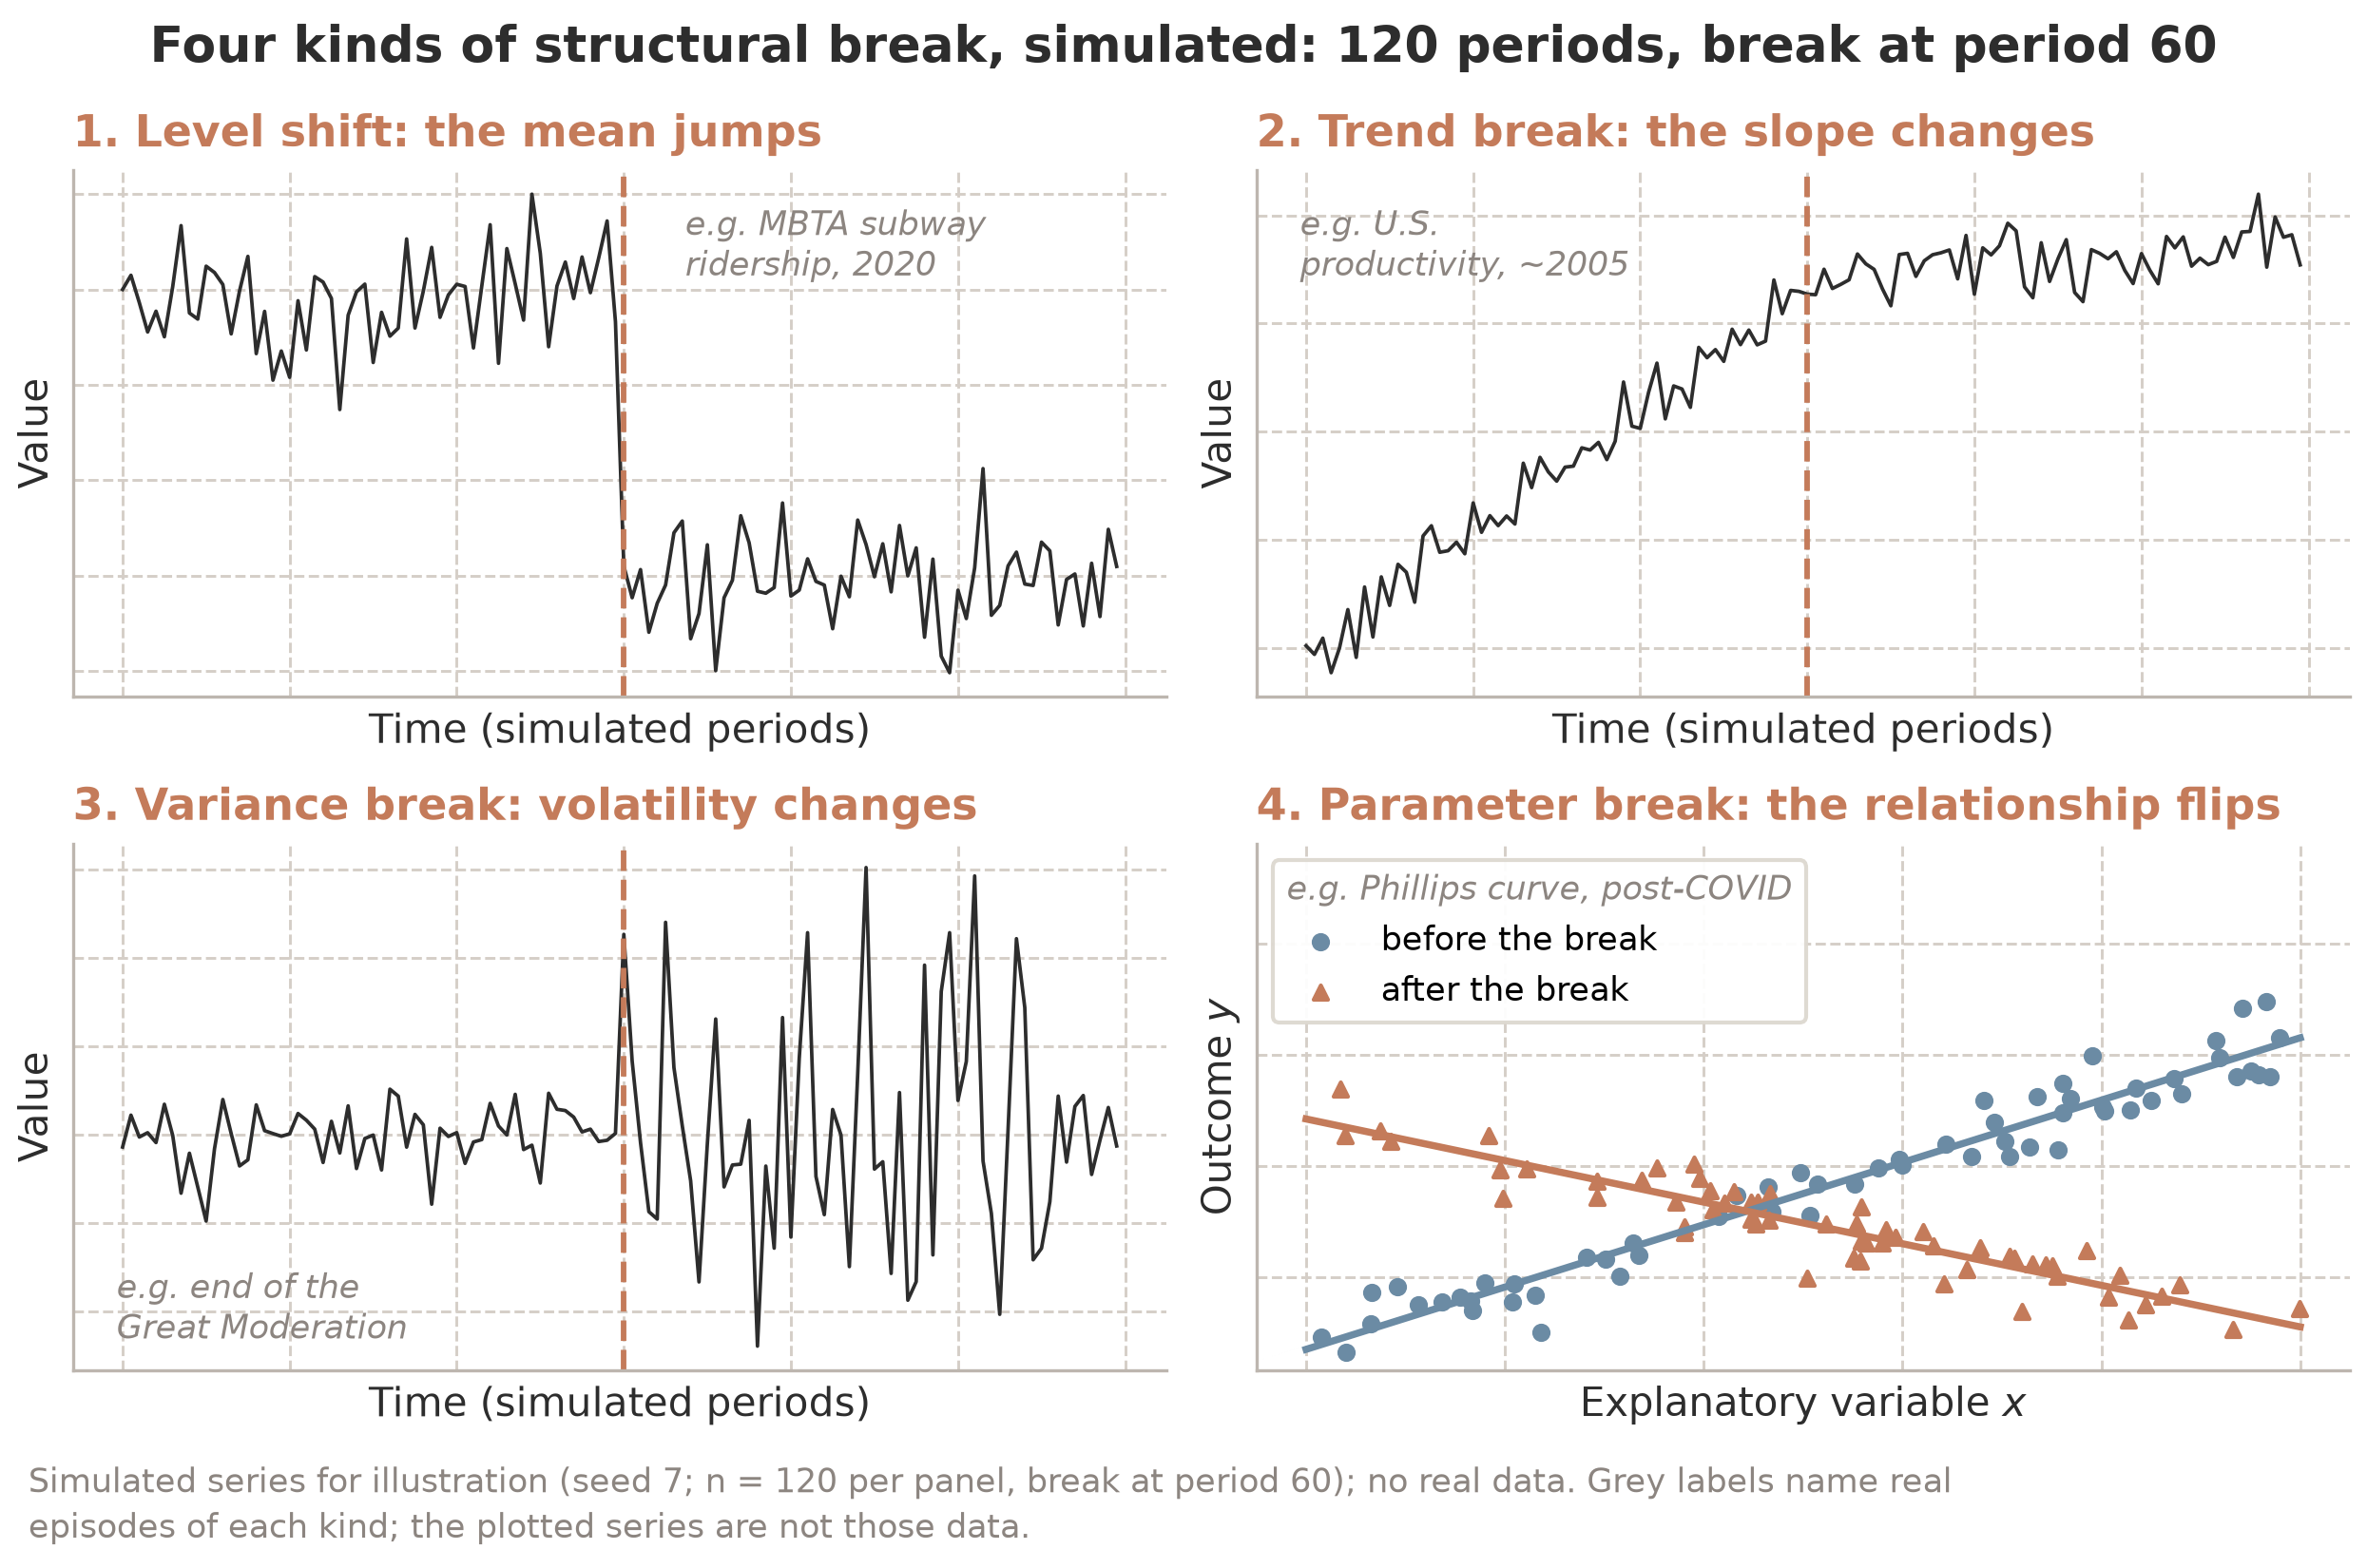 Four kinds of structural break, simulated: 120 periods, break at period 60
1. Level shift: the mean jumps
e.g. MBTA subway
ridership, 2020
Value
Time (simulated periods)
2. Trend break: the slope changes
e.g. U.S.
productivity, ~2005
Value
Time (simulated periods)
3. Variance break: volatility changes
e.g. end of the
Great Moderation
Value
Time (simulated periods)
4. Parameter break: the relationship flips
e.g. Phillips curve, post-COVID
before the break
after the break
Outcome y
Explanatory variable x
Simulated series for illustration (seed 7; n = 120 per panel, break at period 60); no real data. Grey labels name real
episodes of each kind; the plotted series are not those data.